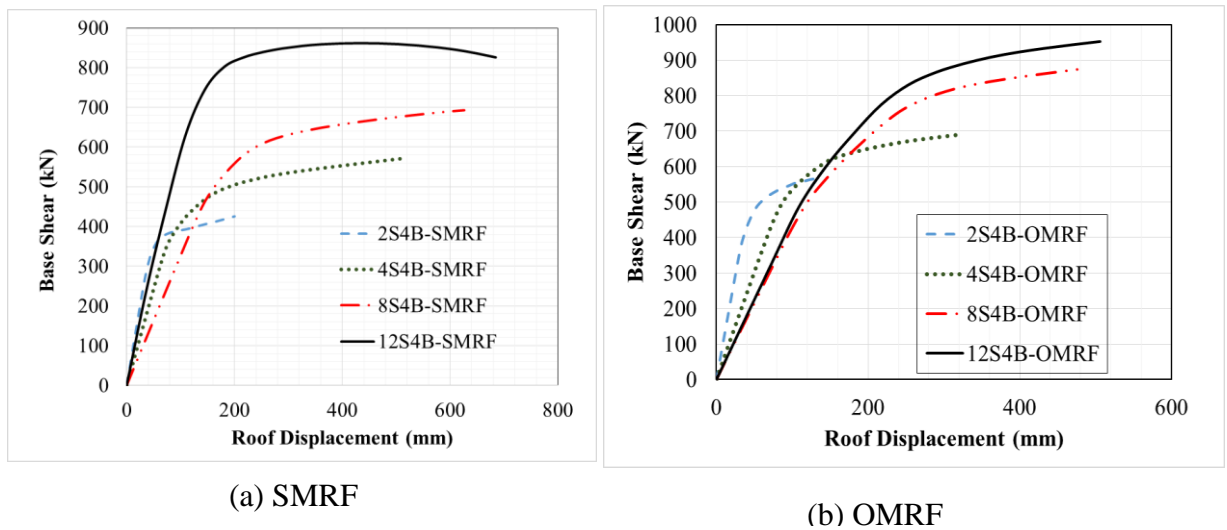 900
800
700
600
500
400
300
200
100
0
Base Shear (kN)
2S4B-SMRF
4S4B-SMRF
8S4B-SMRF
12S4B-SMRF
0 200 400 600 800
Roof Displacement (mm)
(a) SMRF
1000
900
800
700
600
500
400
300
200
100
0
Base Shear (kN)
2S4B-OMRF
4S4B-OMRF
8S4B-OMRF
12S4B-OMRF
0 200 400 600
Roof Displacement (mm)
(b) OMRF